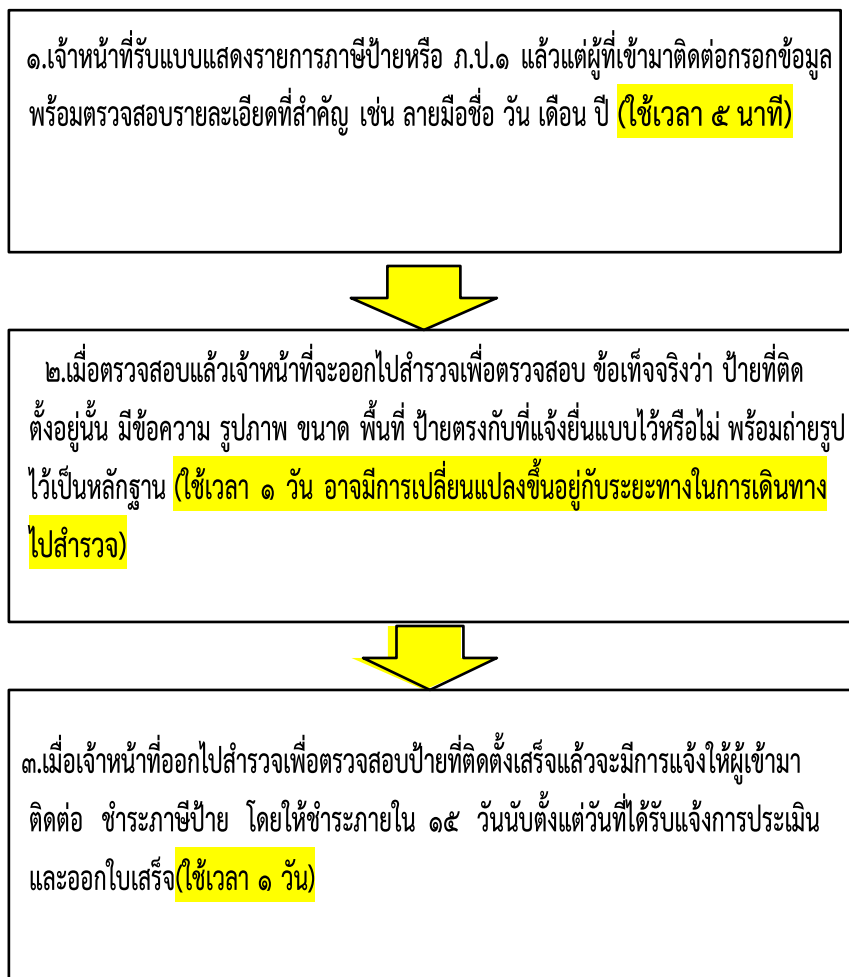 ๑.เจ้าหน้าที่รับแบบแสดงรายการภาษีป้ายหรือ ภ.ป.๑ แล้วแต่ผู้ที่เข้ามาติดต่อกรอกข้อมูล
พร้อมตรวจสอบรายละเอียดที่สำคัญ เช่น ลายมือชื่อ วัน เดือน ปี (ใช้เวลา ๕ นาที)
๒.เมื่อตรวจสอบแล้วเจ้าหน้าที่จะออกไปสำรวจเพื่อตรวจสอบ ข้อเท็จจริงว่า ป้ายที่ติด
ตั้งอยู่นั้น มีข้อความ รูปภาพ ขนาด พื้นที่ ป้ายตรงกับที่แจ้งยื่นแบบไว้หรือไม่ พร้อมถ่ายรูป
ไว้เป็นหลักฐาน (ใช้เวลา ๑ วัน อาจมีการเปลี่ยนแปลงขึ้นอยู่กับระยะทางในการเดินทาง
ไปสำรวจ)
๓.เมื่อเจ้าหน้าที่ออกไปสำรวจเพื่อตรวจสอบป้ายที่ติดตั้งเสร็จแล้วจะมีการแจ้งให้ผู้เข้ามา
ติดต่อ ชำระภาษีป้าย โดยให้ชำระภายใน ๑๕ วันนับตั้งแต่วันที่ได้รับแจ้งการประเมิน
และออกใบเสร็จ(ใช้เวลา ๑ วัน)